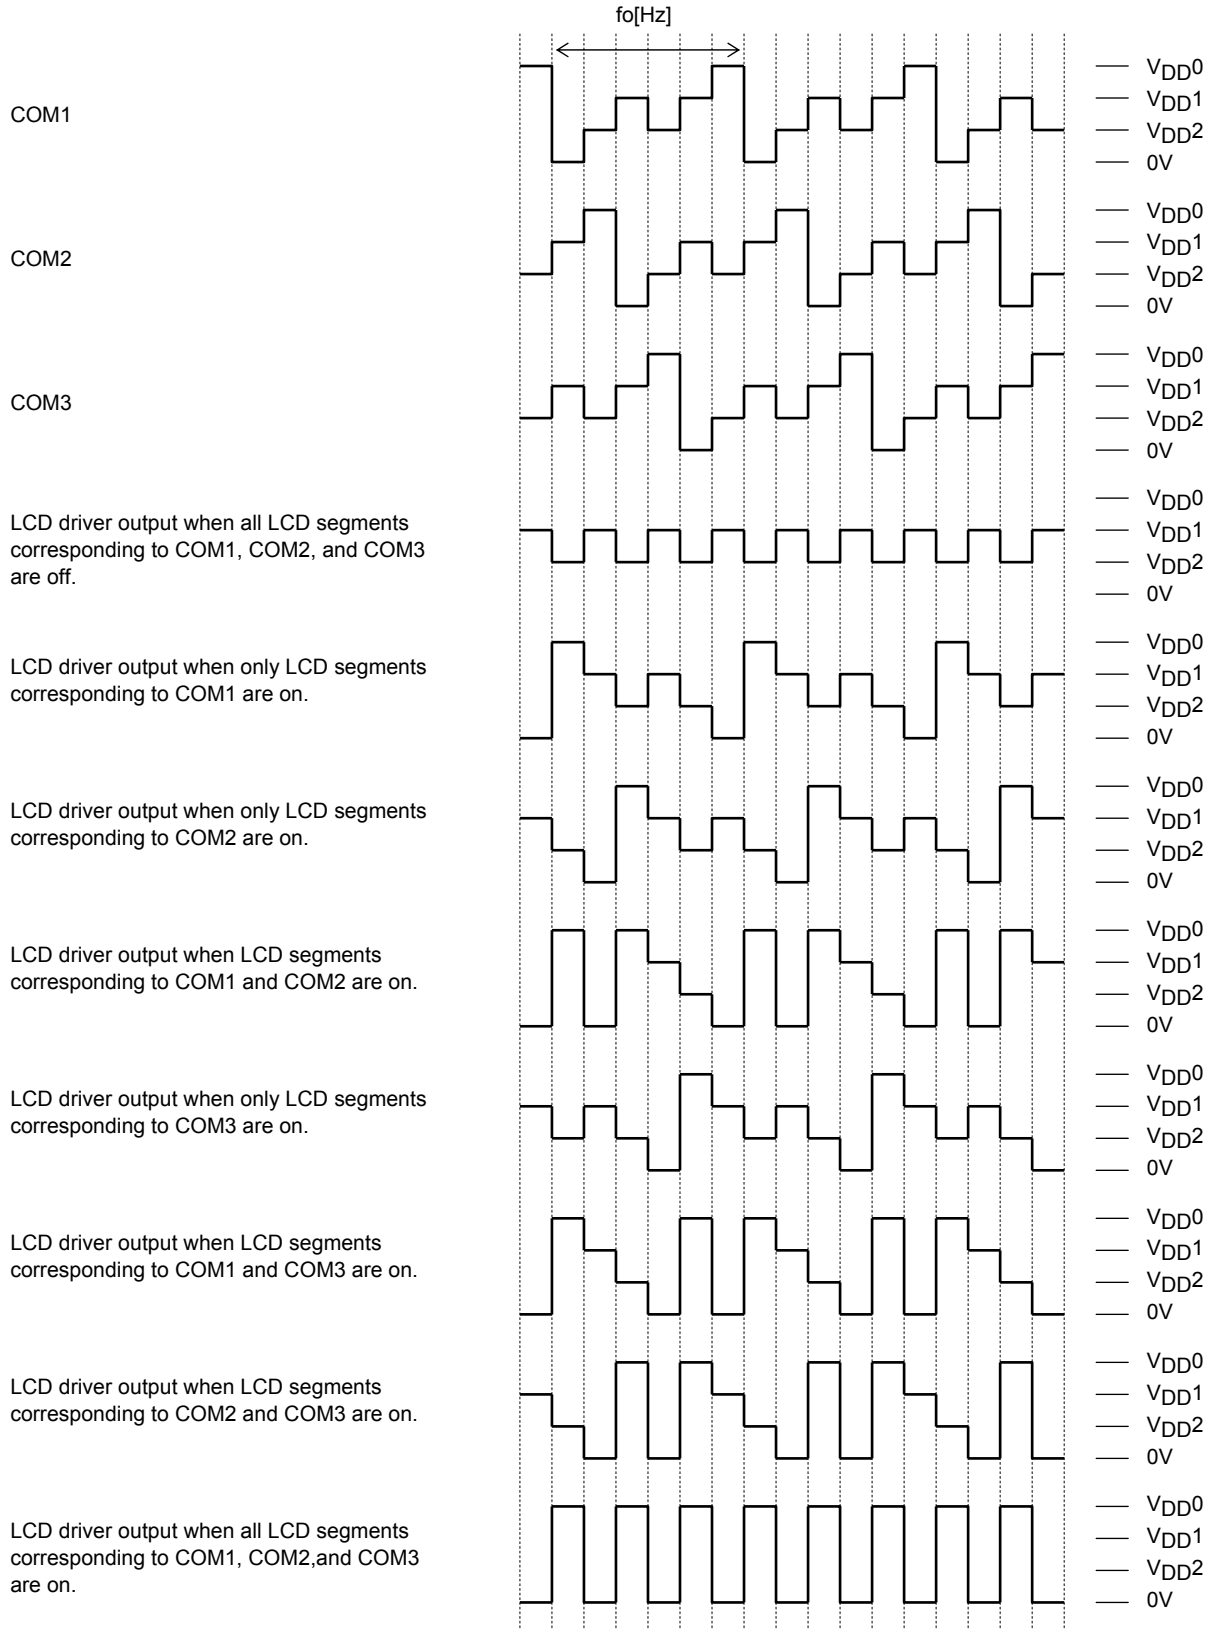 fo[Hz]
COM1
VDD0
VDD1
VDD2
0V
COM2
VDD0
VDD1
VDD2
0V
COM3
VDD0
VDD1
VDD2
0V
LCD driver output when all LCD segments
corresponding to COM1, COM2, and COM3
are off.
VDD0
VDD1
VDD2
0V
LCD driver output when only LCD segments
corresponding to COM1 are on.
VDD0
VDD1
VDD2
0V
LCD driver output when only LCD segments
corresponding to COM2 are on.
VDD0
VDD1
VDD2
0V
LCD driver output when LCD segments
corresponding to COM1 and COM2 are on.
VDD0
VDD1
VDD2
0V
LCD driver output when only LCD segments
corresponding to COM3 are on.
VDD0
VDD1
VDD2
0V
LCD driver output when LCD segments
corresponding to COM1 and COM3 are on.
VDD0
VDD1
VDD2
0V
LCD driver output when LCD segments
corresponding to COM2 and COM3 are on.
VDD0
VDD1
VDD2
0V
LCD driver output when all LCD segments
corresponding to COM1, COM2,and COM3
are on.
VDD0
VDD1
VDD2
0V